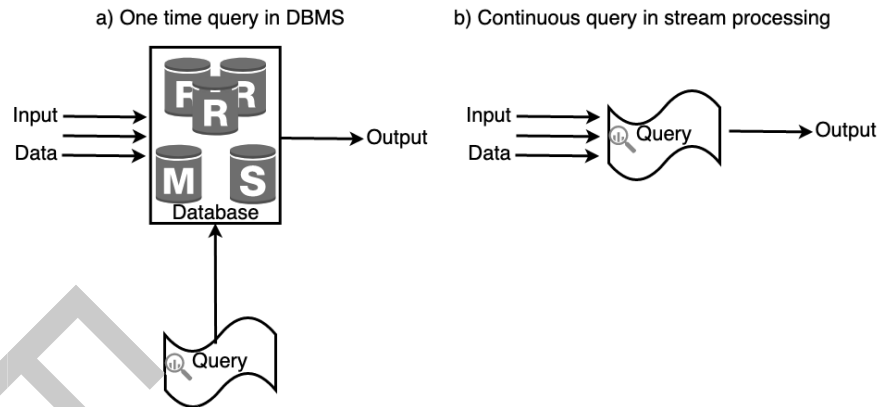 a) One time query in DBMS
b) Continuous query in stream processing
R R
R
M S
Database
Input
Data
Output
Query
Input
Data
Query
Output